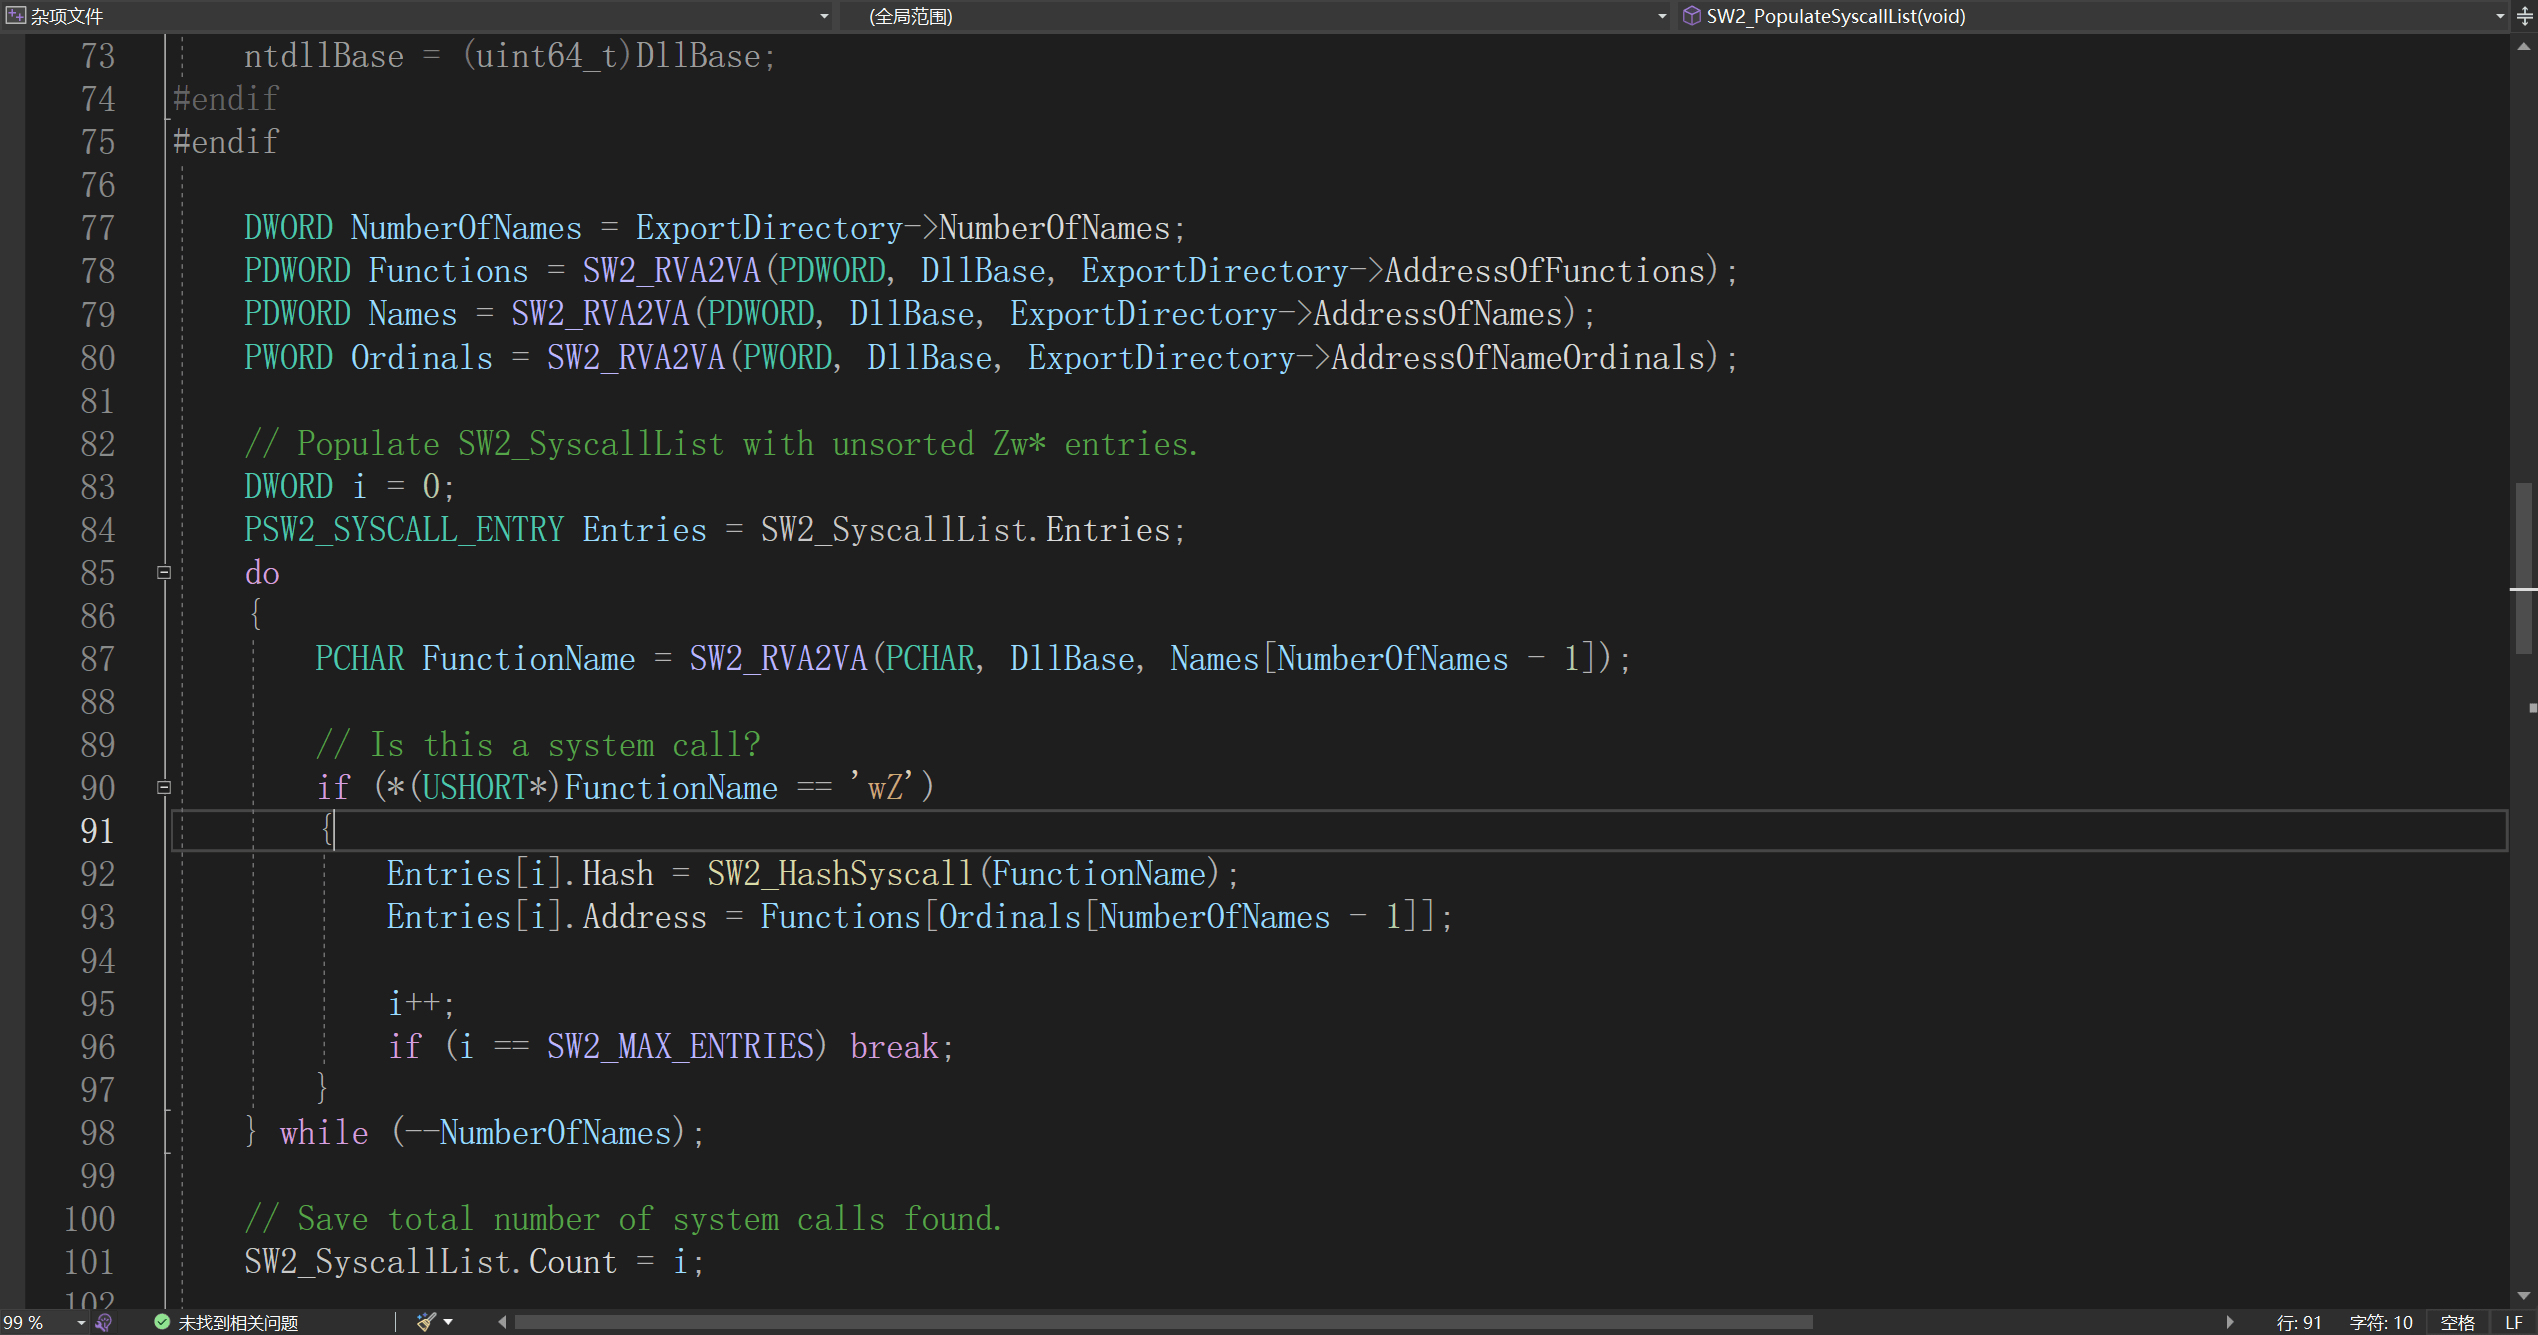 杂项文件 (全局范围) SW2_PopulateSyscallList(void)
73 ntdllBase = (uint64_t)DllBase;
74 #endif
75 #endif
76
77 DWORD NumberOfNames = ExportDirectory->NumberOfNames;
78 PDWORD Functions = SW2_RVA2VA(PDWORD, DllBase, ExportDirectory->AddressOfFunctions);
79 PDWORD Names = SW2_RVA2VA(PDWORD, DllBase, ExportDirectory->AddressOfNames);
80 PWORD Ordinals = SW2_RVA2VA(PWORD, DllBase, ExportDirectory->AddressOfNameOrdinals);
81
82 // Populate SW2_SyscallList with unsorted Zw* entries.
83 DWORD i = 0;
84 PSW2_SYSCALL_ENTRY Entries = SW2_SyscallList.Entries;
85 do
86 {
87 PCHAR FunctionName = SW2_RVA2VA(PCHAR, DllBase, Names[NumberOfNames - 1]);
88
89 // Is this a system call?
90 if (*(USHORT*)FunctionName == 'wZ')
91 {
92 Entries[i].Hash = SW2_HashSyscall(FunctionName);
93 Entries[i].Address = Functions[Ordinals[NumberOfNames - 1]];
94
95 i++;
96 if (i == SW2_MAX_ENTRIES) break;
97 }
98 } while (--NumberOfNames);
99
100 // Save total number of system calls found.
101 SW2_SyscallList.Count = i;
102
99 % 未找到相关问题 行: 91 字符: 10 空格 LF